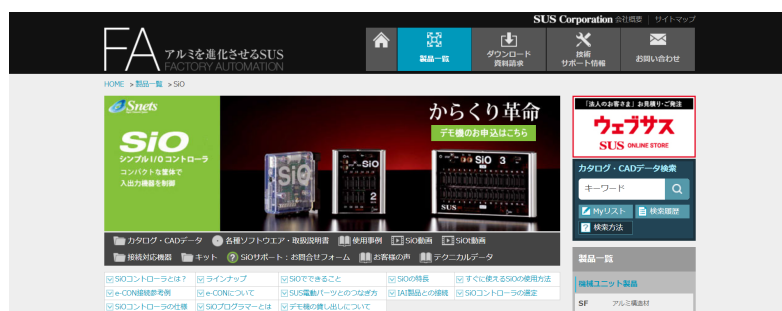 SUS Corporation 会社概要 | サイトマップ
FA アルミを進化させるSUS
FACTORY AUTOMATION
製品一覧
ダウンロード
資料請求
技術
サポート情報
お問い合わせ
HOME > 製品一覧 > SiO
Snets
SiO
シンプルI/Oコントローラ
コンパクトな筐体で
入出力機器を制御
からくり革命
デモ機のお申込はこちら
SiO
2
SiO 3
SUS
カタログ・CADデータ 各種ソフトウエア・取扱説明書 使用事例 SiO動画 SiOt動画
接続対応機器 キット SiOサポート：お問合せフォーム お客様の声 テクニカルデータ
SiOコントローラとは? ラインナップ SiOでできること SiOの特長 すぐに使えるSiOの使用方法
e-CON接続参考例 e-CONについて SUS電動パーツとのつなぎ方 IAI製品との接続 SiOコントローラの選定
SiOコントローラの仕様 SiOプログラマーとは デモ機の貸し出しについて
「法人のお客さま」お見積り・ご発注
ウェブサス
SUS ONLINE STORE
カタログ・CADデータ検索
キーワード
Myリスト 検索履歴
検索方法
製品一覧
機械ユニット製品
SF アルミ構造材